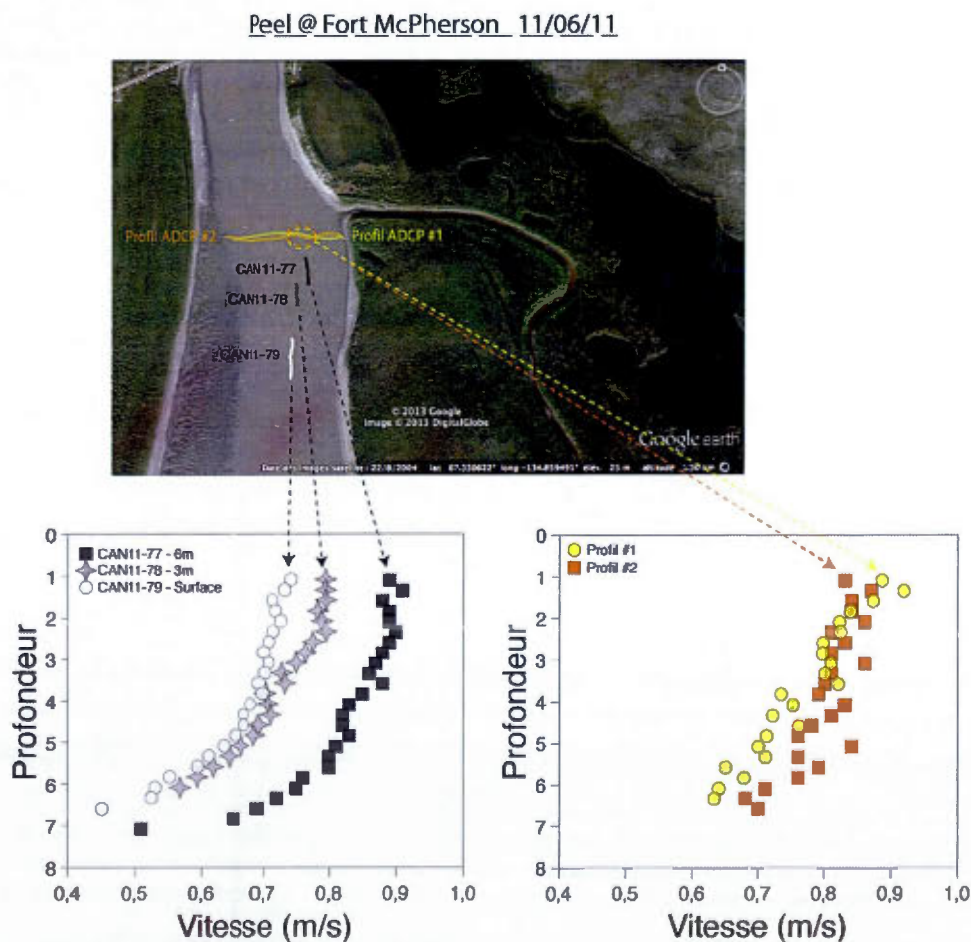 Peel @ Fort McPherson 11/06/11
Profil ADCP #2
Profil ADCP #1
CAN11-77
CAN11-78
CAN11-79
© 2013 Google
Image © 2013 DigitalGlobe
Google earth
0
1
2
3
4
5
6
7
8
Profondeur
CAN11-77 - 6m
CAN11-78 - 3m
CAN11-79 - Surface
0,4
0,5
0,6
0,7
0,8
0,9
1,0
Vitesse (m/s)
0
1
2
3
4
5
6
7
8
Profondeur
Profil #1
Profil #2
0,4
0,5
0,6
0,7
0,8
0,9
1,0
Vitesse (m/s)